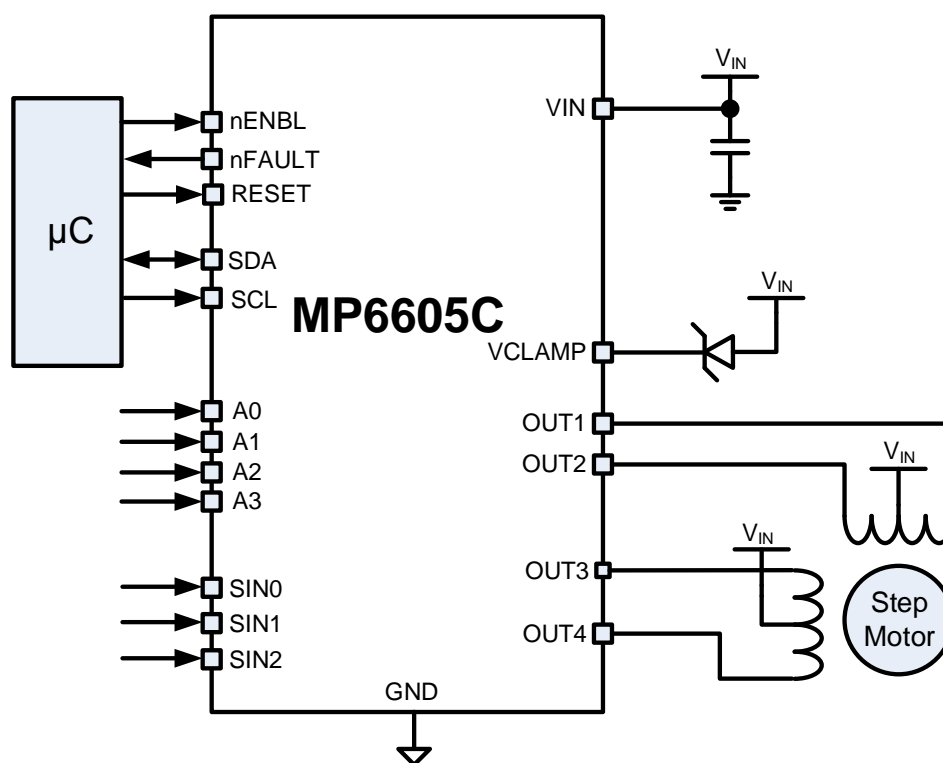 V_IN
VIN
nENBL
nFAULT
RESET
µC
SDA
SCL
MP6605C
V_IN
VCLAMP
A0
A1
A2
A3
OUT1
OUT2
V_IN
V_IN
OUT3
OUT4
Step
Motor
SIN0
SIN1
SIN2
GND